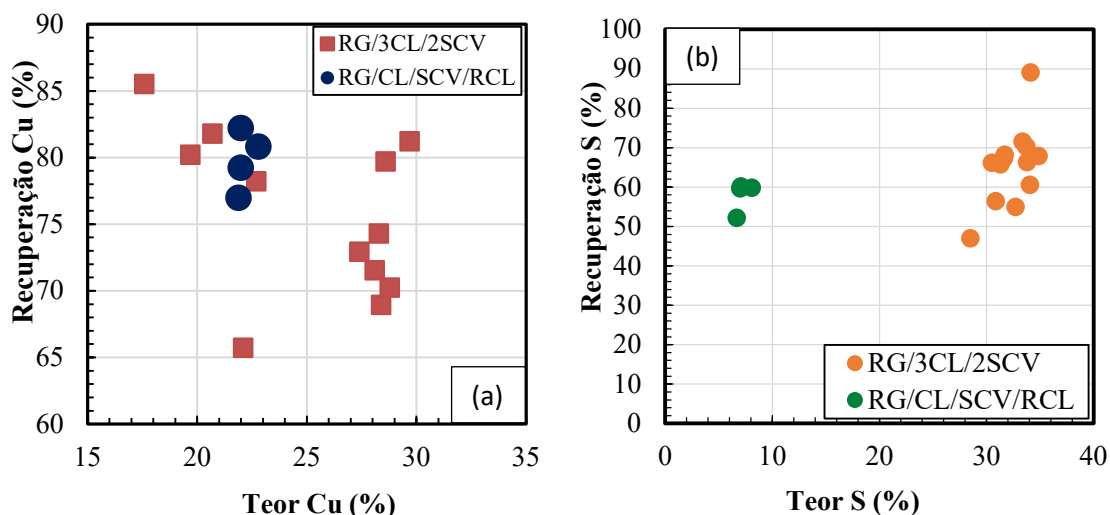 90
85
80
75
70
65
60
Recuperação Cu (%)
RG/3CL/2SCV
RG/CL/SCV/RCL
(a)
15 20 25 30 35
Teor Cu (%)
100
90
80
70
60
50
40
30
20
10
0
Recuperação S (%)
(b)
RG/3CL/2SCV
RG/CL/SCV/RCL
0 10 20 30 40
Teor S (%)